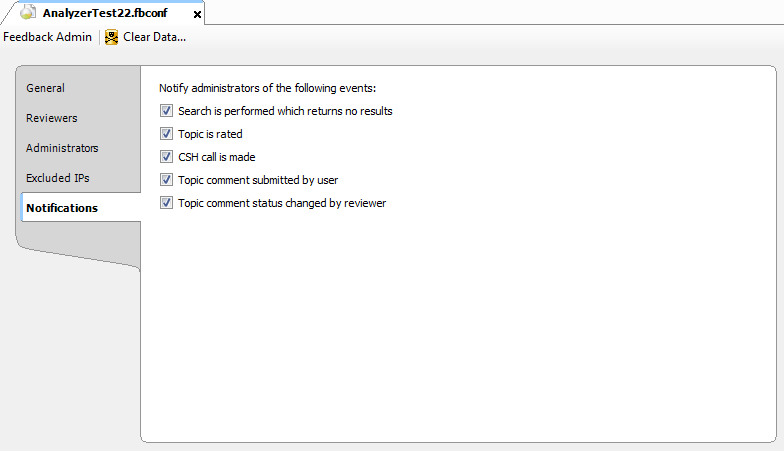 AnalyzerTest22.fbconf
Feedback Admin
Clear Data...
General
Reviewers
Administrators
Excluded IPs
Notifications
Notify administrators of the following events:
Search is performed which returns no results
Topic is rated
CSH call is made
Topic comment submitted by user
Topic comment status changed by reviewer